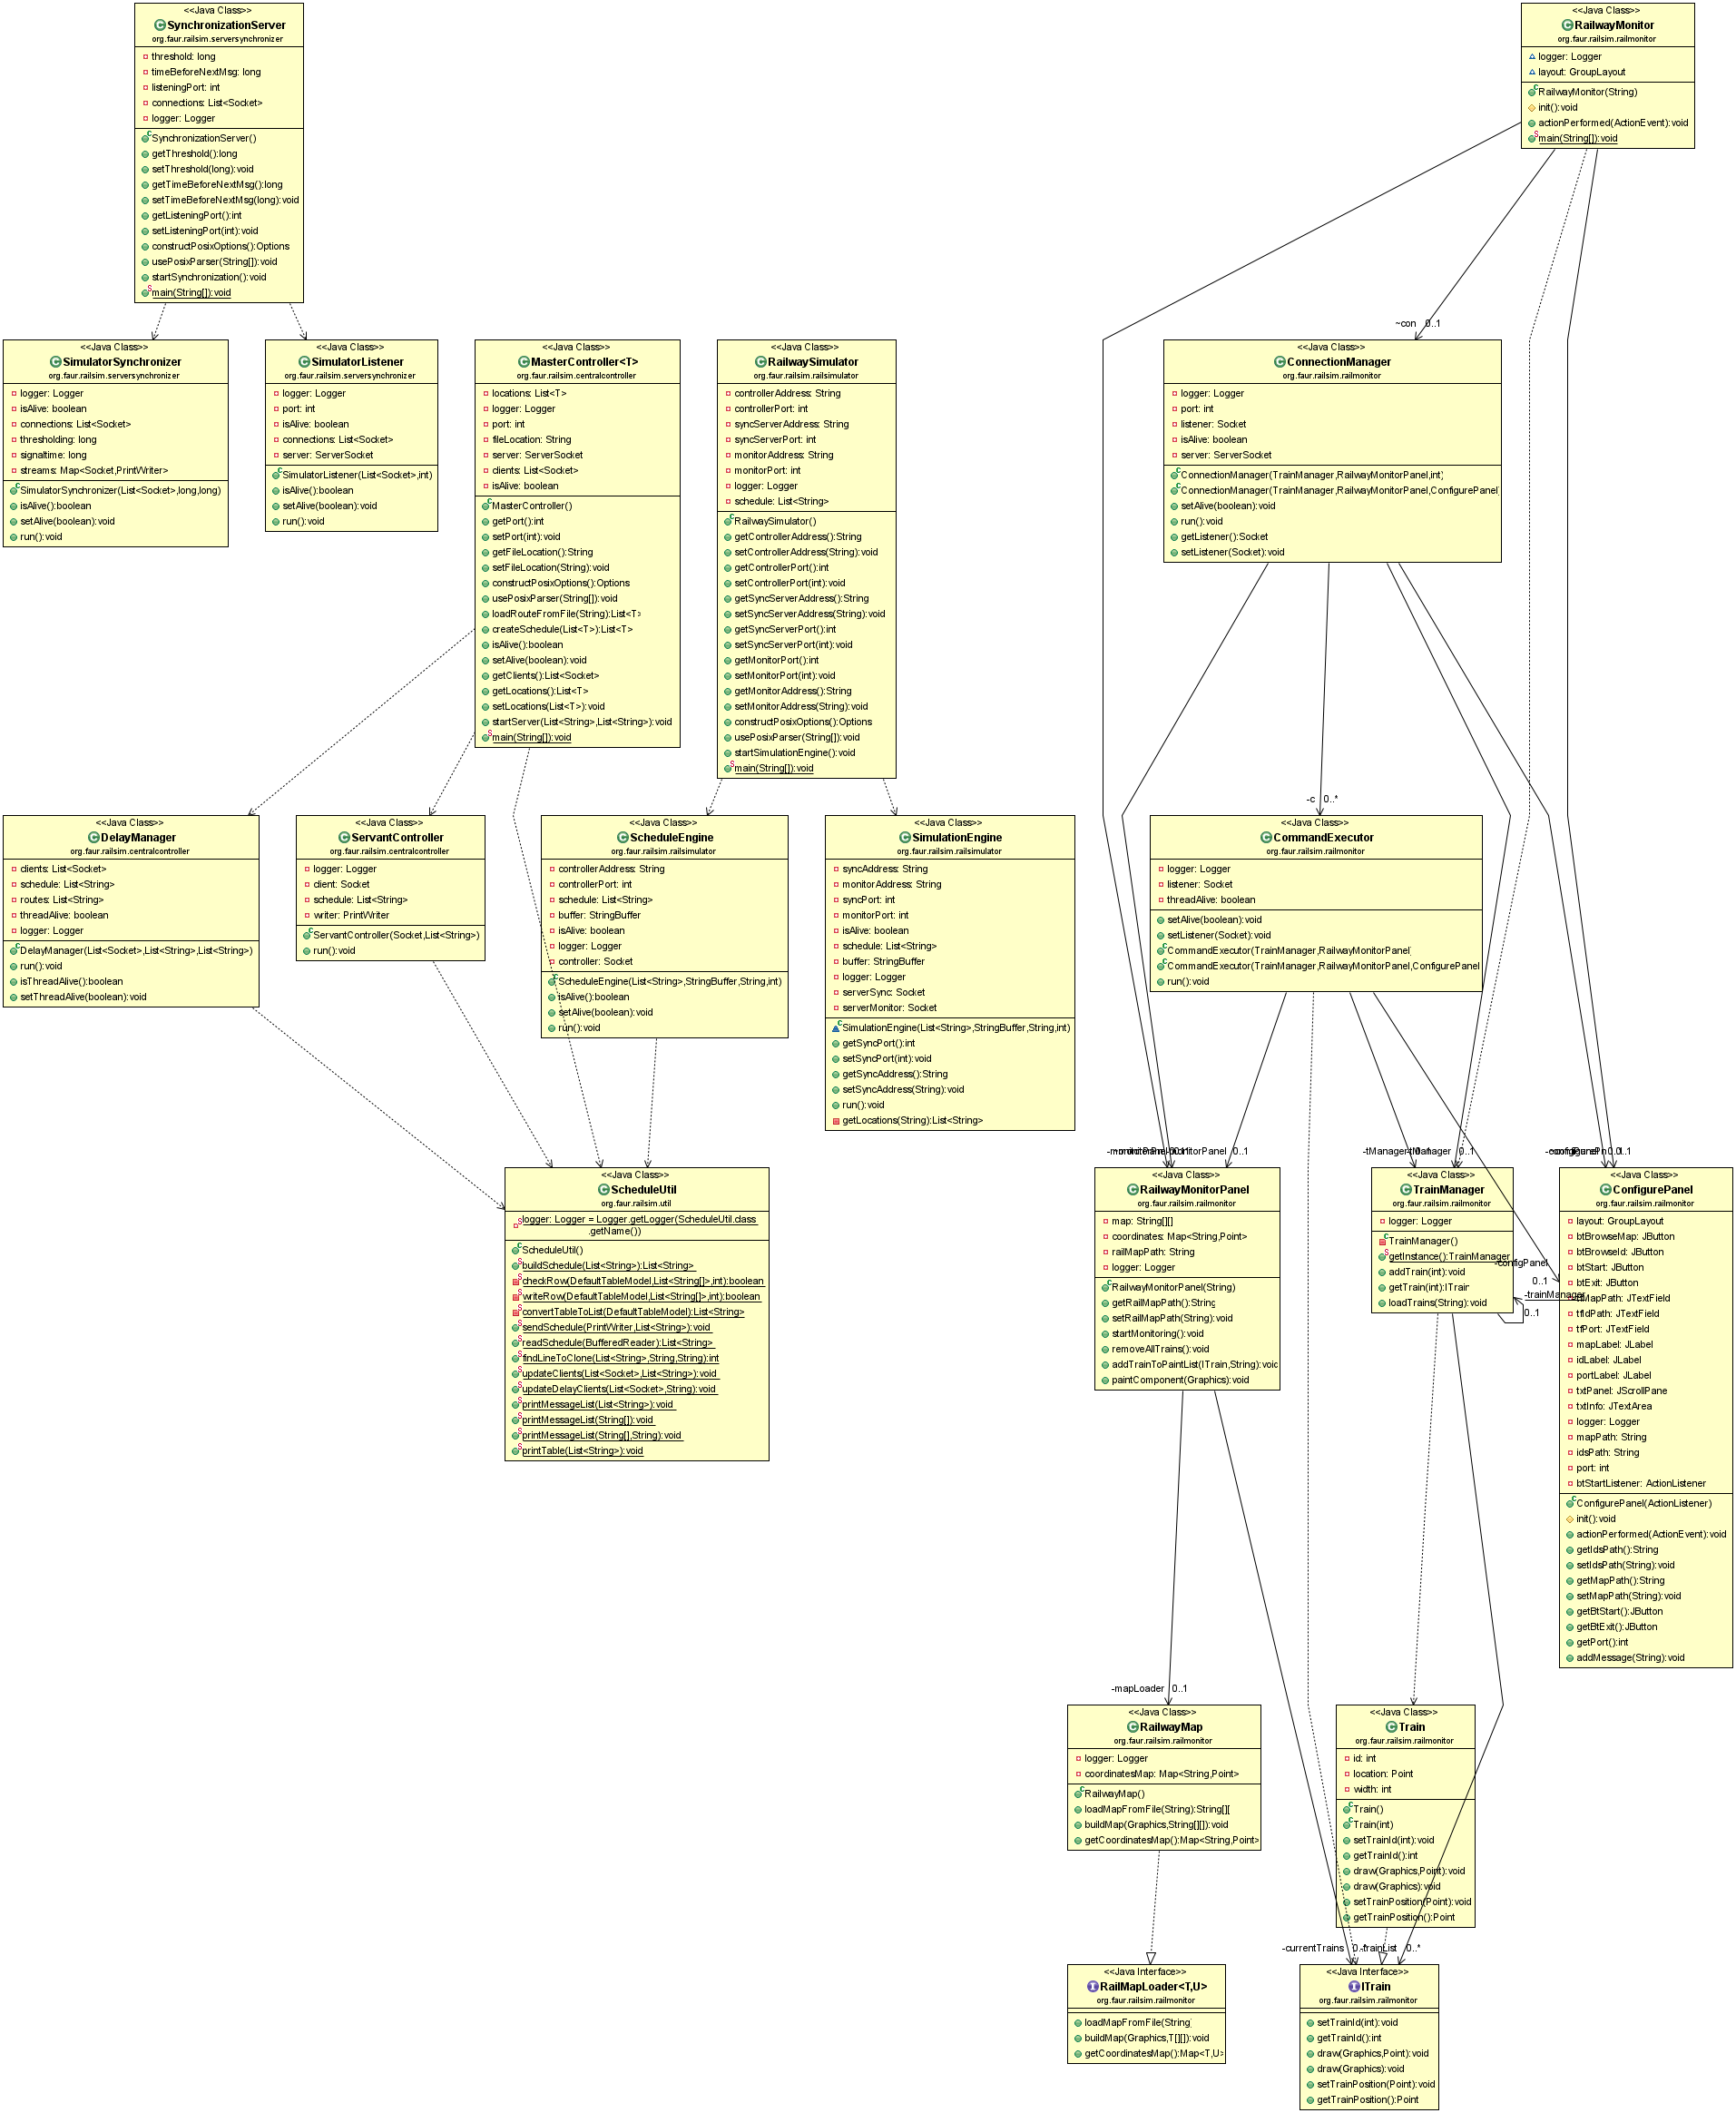 <<Java Class>>
SynchronizationServer
org.faur.railsim.serversynchronizer
threshold: long
timeBeforeNextMsg: long
listeningPort: int
connections: List<Socket>
logger: Logger
SynchronizationServer()
getThreshold():long
setThreshold(long):void
getTimeBeforeNextMsg():long
setTimeBeforeNextMsg(long):void
getListeningPort():int
setListeningPort(int):void
constructPosixOptions():Options
usePosixParser(String[]):void
startSynchronization():void
main(String[]):void
<<Java Class>>
RailwayMonitor
org.faur.railsim.railmonitor
logger: Logger
layout: GroupLayout
RailwayMonitor(String)
init():void
actionPerformed(ActionEvent):void
main(String[]):void
~con 0..1
<<Java Class>>
SimulatorSynchronizer
org.faur.railsim.serversynchronizer
logger: Logger
isAlive: boolean
connections: List<Socket>
thresholding: long
signaltime: long
streams: Map<Socket,PrintWriter>
SimulatorSynchronizer(List<Socket>,long,long)
isAlive():boolean
setAlive(boolean):void
run():void
<<Java Class>>
SimulatorListener
org.faur.railsim.serversynchronizer
logger: Logger
port: int
isAlive: boolean
connections: List<Socket>
server: ServerSocket
SimulatorListener(List<Socket>,int)
isAlive():boolean
setAlive(boolean):void
run():void
<<Java Class>>
MasterController<T>
org.faur.railsim.centralcontroller
locations: List<T>
logger: Logger
port: int
fileLocation: String
server: ServerSocket
clients: List<Socket>
isAlive: boolean
MasterController()
getPort():int
setPort(int):void
getFileLocation():String
setFileLocation(String):void
constructPosixOptions():Options
usePosixParser(String[]):void
loadRouteFromFile(String):List<T>
createSchedule(List<T>):List<T>
isAlive():boolean
setAlive(boolean):void
getClients():List<Socket>
getLocations():List<T>
setLocations(List<T>):void
startServer(List<String>,List<String>):void
main(String[]):void
<<Java Class>>
RailwaySimulator
org.faur.railsim.railsimulator
controllerAddress: String
controllerPort: int
syncServerAddress: String
syncServerPort: int
monitorAddress: String
monitorPort: int
logger: Logger
schedule: List<String>
RailwaySimulator()
getControllerAddress():String
setControllerAddress(String):void
getControllerPort():int
setControllerPort(int):void
getSyncServerAddress():String
setSyncServerAddress(String):void
getSyncServerPort():int
setSyncServerPort(int):void
getMonitorPort():int
setMonitorPort(int):void
getMonitorAddress():String
setMonitorAddress(String):void
constructPosixOptions():Options
usePosixParser(String[]):void
startSimulationEngine():void
main(String[]):void
<<Java Class>>
ConnectionManager
org.faur.railsim.railmonitor
logger: Logger
port: int
listener: Socket
isAlive: boolean
server: ServerSocket
ConnectionManager(TrainManager,RailwayMonitorPanel,int)
ConnectionManager(TrainManager,RailwayMonitorPanel,ConfigurePanel)
setAlive(boolean):void
run():void
getListener():Socket
setListener(Socket):void
-c 0..*
<<Java Class>>
DelayManager
org.faur.railsim.centralcontroller
clients: List<Socket>
schedule: List<String>
routes: List<String>
threadAlive: boolean
logger: Logger
DelayManager(List<Socket>,List<String>,List<String>)
run():void
isThreadAlive():boolean
setThreadAlive(boolean):void
<<Java Class>>
ServantController
org.faur.railsim.centralcontroller
logger: Logger
client: Socket
schedule: List<String>
writer: PrintWriter
ServantController(Socket,List<String>)
run():void
<<Java Class>>
ScheduleEngine
org.faur.railsim.railsimulator
controllerAddress: String
controllerPort: int
schedule: List<String>
buffer: StringBuffer
isAlive: boolean
logger: Logger
controller: Socket
ScheduleEngine(List<String>,StringBuffer,String,int)
isAlive():boolean
setAlive(boolean):void
run():void
<<Java Class>>
SimulationEngine
org.faur.railsim.railsimulator
syncAddress: String
monitorAddress: String
syncPort: int
monitorPort: int
isAlive: boolean
schedule: List<String>
buffer: StringBuffer
logger: Logger
serverSync: Socket
serverMonitor: Socket
SimulationEngine(List<String>,StringBuffer,String,int)
getSyncPort():int
setSyncPort(int):void
getSyncAddress():String
setSyncAddress(String):void
run():void
getLocations(String):List<String>
<<Java Class>>
CommandExecutor
org.faur.railsim.railmonitor
logger: Logger
listener: Socket
threadAlive: boolean
setAlive(boolean):void
setListener(Socket):void
CommandExecutor(TrainManager,RailwayMonitorPanel)
CommandExecutor(TrainManager,RailwayMonitorPanel,ConfigurePanel
run():void
0..1
-tManager
0..1
<<Java Class>>
ScheduleUtil
org.faur.railsim.util
logger: Logger = Logger.getLogger(ScheduleUtil.class
.getName())
ScheduleUtil()
buildSchedule(List<String>):List<String>
checkRow(DefaultTableModel,List<String[]>,int):boolean
writeRow(DefaultTableModel,List<String[]>,int):boolean
convertTableToList(DefaultTableModel):List<String>
sendSchedule(PrintWriter,List<String>):void
readSchedule(BufferedReader):List<String>
findLineToClone(List<String>,String,String):int
updateClients(List<Socket>,List<String>):void
updateDelayClients(List<Socket>,String):void
printMessageList(List<String>):void
printMessageList(String[]):void
printMessageList(String[],String):void
printTable(List<String>):void
<<Java Class>>
RailwayMonitorPanel
org.faur.railsim.railmonitor
map: String[][]
coordinates: Map<String,Point>
railMapPath: String
logger: Logger
RailwayMonitorPanel(String)
getRailMapPath():String
setRailMapPath(String):void
startMonitoring():void
removeAllTrains():void
addTrainToPaintList(ITrain,String):void
paintComponent(Graphics):void
<<Java Class>>
TrainManager
org.faur.railsim.railmonitor
logger: Logger
TrainManager()
getInstance():TrainManager
addTrain(int):void
getTrain(int):ITrain
loadTrains(String):void
-configPanel
0..1
-trainManager
0..1
<<Java Class>>
ConfigurePanel
org.faur.railsim.railmonitor
layout: GroupLayout
btBrowseMap: JButton
btBrowseId: JButton
btStart: JButton
btExit: JButton
tfMapPath: JTextField
tfIdPath: JTextField
tfPort: JTextField
mapLabel: JLabel
idLabel: JLabel
portLabel: JLabel
txtPanel: JScrollPane
txtInfo: JTextArea
logger: Logger
mapPath: String
idsPath: String
port: int
btStartListener: ActionListener
ConfigurePanel(ActionListener)
init():void
actionPerformed(ActionEvent):void
getIdsPath():String
setIdsPath(String):void
getMapPath():String
setMapPath(String):void
getBtStart():JButton
getBtExit():JButton
getPort():int
addMessage(String):void
-mapLoader 0..1
<<Java Class>>
RailwayMap
org.faur.railsim.railmonitor
logger: Logger
coordinatesMap: Map<String,Point>
RailwayMap()
loadMapFromFile(String):String[][]
buildMap(Graphics,String[][]):void
getCoordinatesMap():Map<String,Point>
<<Java Class>>
Train
org.faur.railsim.railmonitor
id: int
location: Point
width: int
Train()
Train(int)
setTrainId(int):void
getTrainId():int
draw(Graphics,Point):void
draw(Graphics):void
setTrainPosition(Point):void
getTrainPosition():Point
-currentTrains
-trainList 0..*
<<Java Interface>>
RailMapLoader<T,U>
org.faur.railsim.railmonitor
loadMapFromFile(String)
buildMap(Graphics,T[][]):void
getCoordinatesMap():Map<T,U>
<<Java Interface>>
ITrain
org.faur.railsim.railmonitor
setTrainId(int):void
getTrainId():int
draw(Graphics,Point):void
draw(Graphics):void
setTrainPosition(Point):void
getTrainPosition():Point